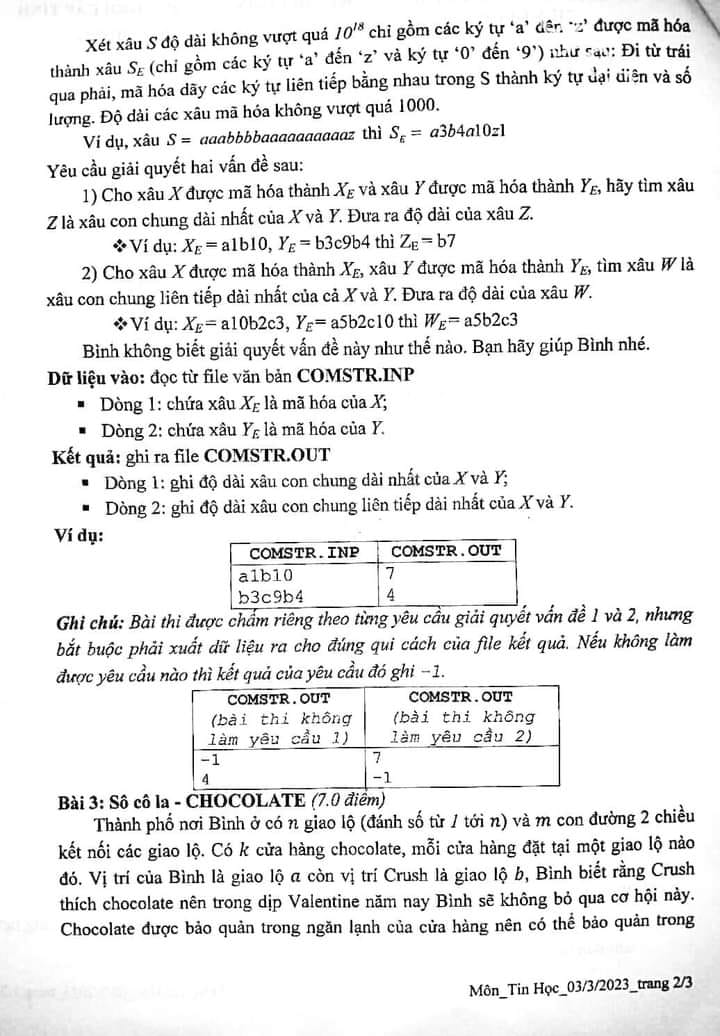 Xét xâu S độ dài không vượt quá 10^18 chỉ gồm các ký tự ‘a’ đến ‘z’ được mã hóa
thành xâu S_E (chỉ gồm các ký tự ‘a’ đến ‘z’ và ký tự ‘0’ đến ‘9’) như sau: Đi từ trái
qua phải, mã hóa dãy các ký tự liên tiếp bằng nhau trong S thành ký tự đại diện và số
lượng. Độ dài các xâu mã hóa không vượt quá 1000.
Ví dụ, xâu S = aaabbbbaaaaaaaaaaz thì S_E = a3b4a10z1
Yêu cầu giải quyết hai vấn đề sau:
1) Cho xâu X được mã hóa thành X_E và xâu Y được mã hóa thành Y_E, hãy tìm xâu
Z là xâu con chung dài nhất của X và Y. Đưa ra độ dài của xâu Z.
❖Ví dụ: X_E = a1b10, Y_E = b3c9b4 thì Z_E = b7
2) Cho xâu X được mã hóa thành X_E, xâu Y được mã hóa thành Y_E, tìm xâu W là
xâu con chung liên tiếp dài nhất của cả X và Y. Đưa ra độ dài của xâu W.
❖Ví dụ: X_E= a10b2c3, Y_E= a5b2c10 thì W_E= a5b2c3
Bình không biết giải quyết vấn đề này như thế nào. Bạn hãy giúp Bình nhé.
Dữ liệu vào: đọc từ file văn bản COMSTR.INP
▪ Dòng 1: chứa xâu X_E là mã hóa của X;
▪ Dòng 2: chứa xâu Y_E là mã hóa của Y.
Kết quả: ghi ra file COMSTR.OUT
▪ Dòng 1: ghi độ dài xâu con chung dài nhất của X và Y;
▪ Dòng 2: ghi độ dài xâu con chung liên tiếp dài nhất của X và Y.
Ví dụ:
COMSTR.INP COMSTR.OUT
a1b10 7
b3c9b4 4
Ghi chú: Bài thi được chấm riêng theo từng yêu cầu giải quyết vấn đề 1 và 2, nhưng
bắt buộc phải xuất dữ liệu ra cho đúng qui cách của file kết quả. Nếu không làm
được yêu cầu nào thì kết quả của yêu cầu đó ghi −1.
COMSTR.OUT COMSTR.OUT
(bài thi không (bài thi không
làm yêu cầu 1) làm yêu cầu 2)
-1 7
4 -1
Bài 3: Sô cô la - CHOCOLATE (7.0 điểm)
Thành phố nơi Bình ở có n giao lộ (đánh số từ 1 tới n) và m con đường 2 chiều
kết nối các giao lộ. Có k cửa hàng chocolate, mỗi cửa hàng đặt tại một giao lộ nào
đó. Vị trí của Bình là giao lộ a còn vị trí Crush là giao lộ b, Bình biết rằng Crush
thích chocolate nên trong dịp Valentine năm nay Bình sẽ không bỏ qua cơ hội này.
Chocolate được bảo quản trong ngăn lạnh của cửa hàng nên có thể bảo quản trong
Môn_Tin Học_03/3/2023_trang 2/3